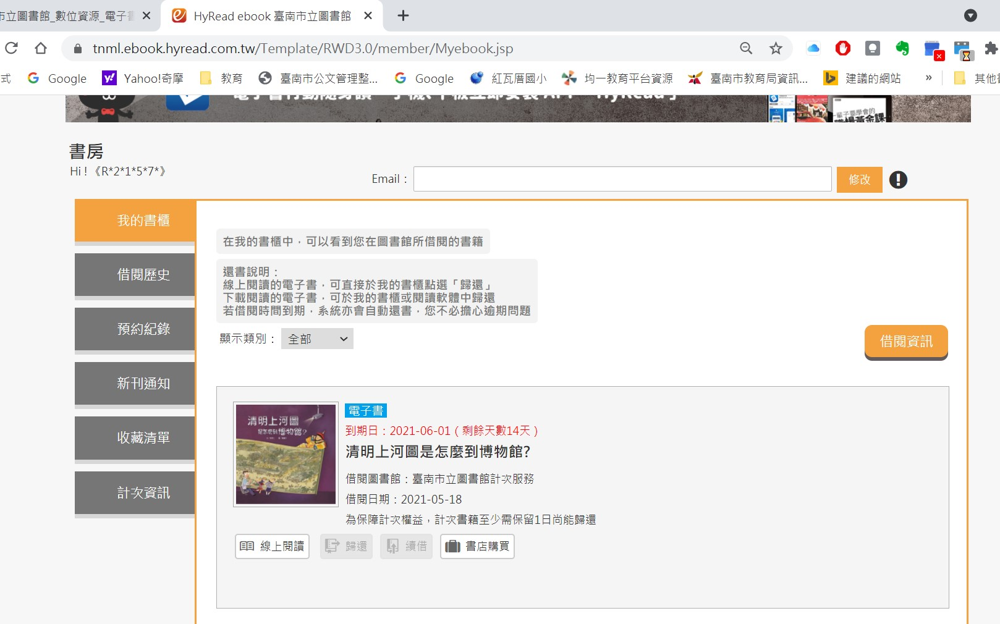 市立圖書館_數位資源_電子書
HyRead ebook 臺南市立圖書館
tnml.ebook.hyread.com.tw/Template/RWD3.0/member/Myebook.jsp
式
Google
Yahoo!奇摩
教育
臺南市公文管理整...
Google
紅瓦厝國小
均一教育平台資源
臺南市教育局資訊...
建議的網站
»
其他書
書房
Hi !《R*2*1*5*7*》
Email :
修改
我的書櫃
借閱歷史
預約紀錄
新刊通知
收藏清單
計次資訊
在我的書櫃中，可以看到您在圖書館所借閱的書籍
還書說明：
線上閱讀的電子書，可直接於我的書櫃點選「歸還」
下載閱讀的電子書，可於我的書櫃或閱讀軟體中歸還
若借閱時間到期，系統亦會自動還書，您不必擔心逾期問題
顯示類別：
全部
借閱資訊
清明上河圖
是怎麼到博物館?
電子書
到期日：2021-06-01 ( 剩餘天數14天 )
清明上河圖是怎麼到博物館?
借閱圖書館：臺南市立圖書館計次服務
借閱日期：2021-05-18
為保障計次權益，計次書籍至少需保留1日尚能歸還
線上閱讀
歸還
續借
書店購買